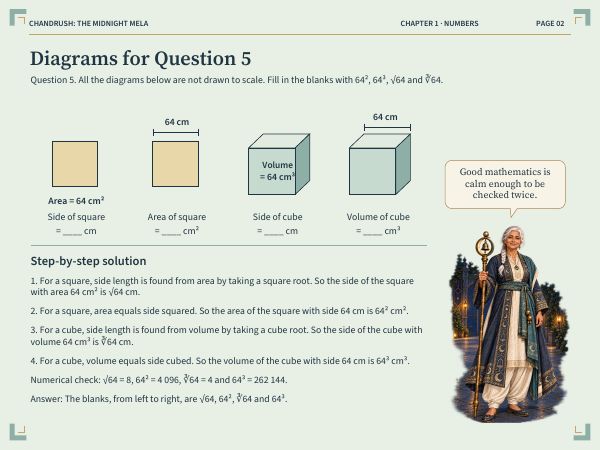 CHANDRUSH: THE MIDNIGHT MELA
CHAPTER 1 · NUMBERS
PAGE 02
Diagrams for Question 5
Question 5. All the diagrams below are not drawn to scale. Fill in the blanks with 64², 64³, √64 and ∛64.
64 cm
64 cm
Volume
= 64 cm³
Area = 64 cm²
Side of square
= ____ cm
Area of square
= ____ cm²
Side of cube
= ____ cm
Volume of cube
= ____ cm³
Good mathematics is
calm enough to be
checked twice.
Step-by-step solution
1. For a square, side length is found from area by taking a square root. So the side of the square
with area 64 cm² is √64 cm.
2. For a square, area equals side squared. So the area of the square with side 64 cm is 64² cm².
3. For a cube, side length is found from volume by taking a cube root. So the side of the cube with
volume 64 cm³ is ∛64 cm.
4. For a cube, volume equals side cubed. So the volume of the cube with side 64 cm is 64³ cm³.
Numerical check: √64 = 8, 64² = 4 096, ∛64 = 4 and 64³ = 262 144.
Answer: The blanks, from left to right, are √64, 64², ∛64 and 64³.